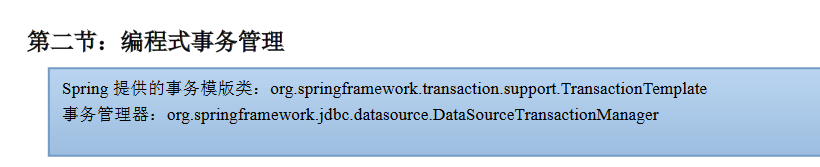 第二节：编程式事务管理
Spring 提供的事务模版类：org.springframework.transaction.support.TransactionTemplate
事务管理器：org.springframework.jdbc.datasource.DataSourceTransactionManager